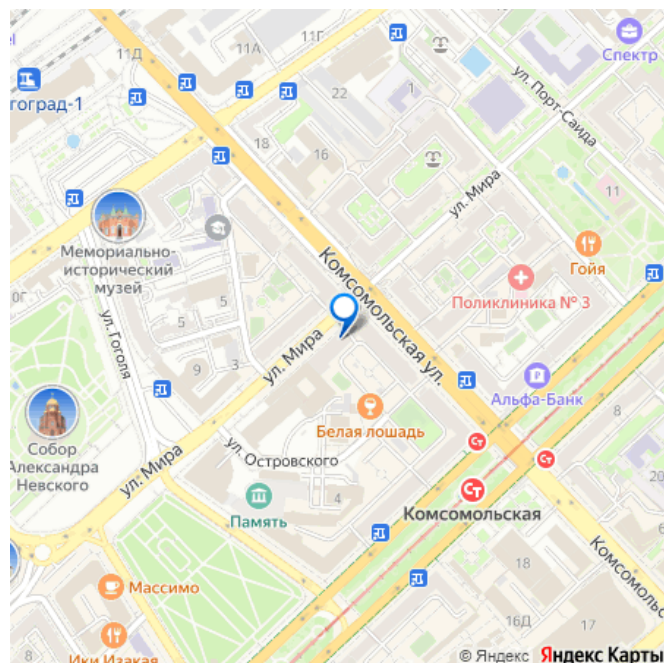 11Д
11А
11Г
Спектр
гоград-1
22
1
ул. Порт-Саида
18
16
11
ул. Мира
Мемориально-
исторический
музей
Гойя
Комсомольская ул.
Поликлиника № 3
0Г
5
5
ул. Гоголя
ул. Мира
9
3
Альфа-Банк
8
Белая лошадь
Собор
Александра
Невского
ул. Мира
ул. Островского
20
4
Память
Комсомольская
Комсомольс
18
Массимо
16Д
17
8
Ики Изакая
© Яндекс Яндекс Карты